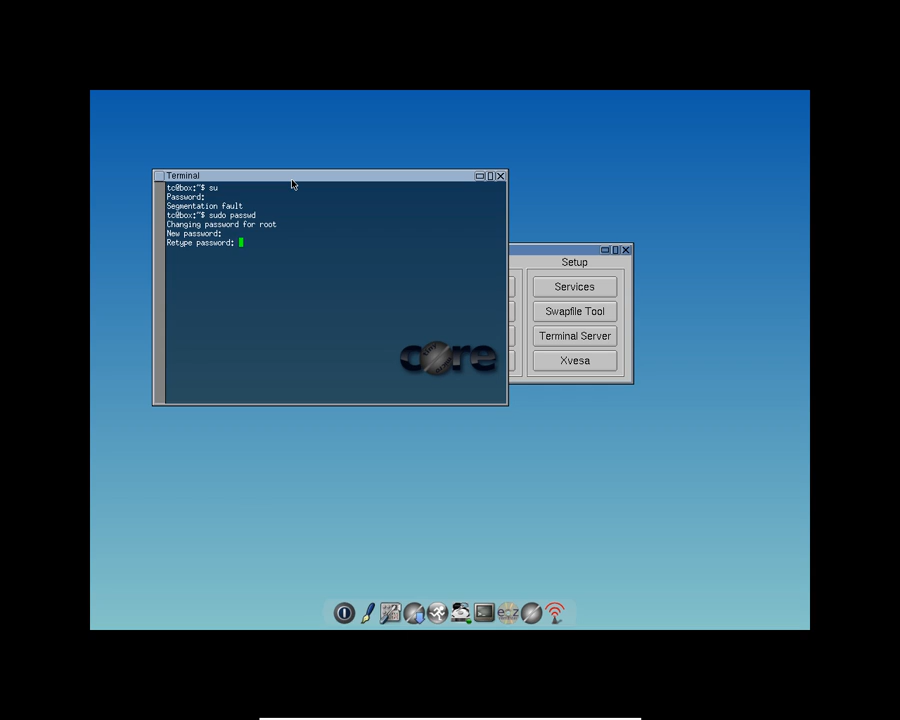 Terminal
tc@box:~$ su
Password:
Segmentation fault
tc@box:~$ sudo passwd
Changing password for root
New password:
Retype password:
core
Setup
Services
Swapfile Tool
Terminal Server
Xvesa